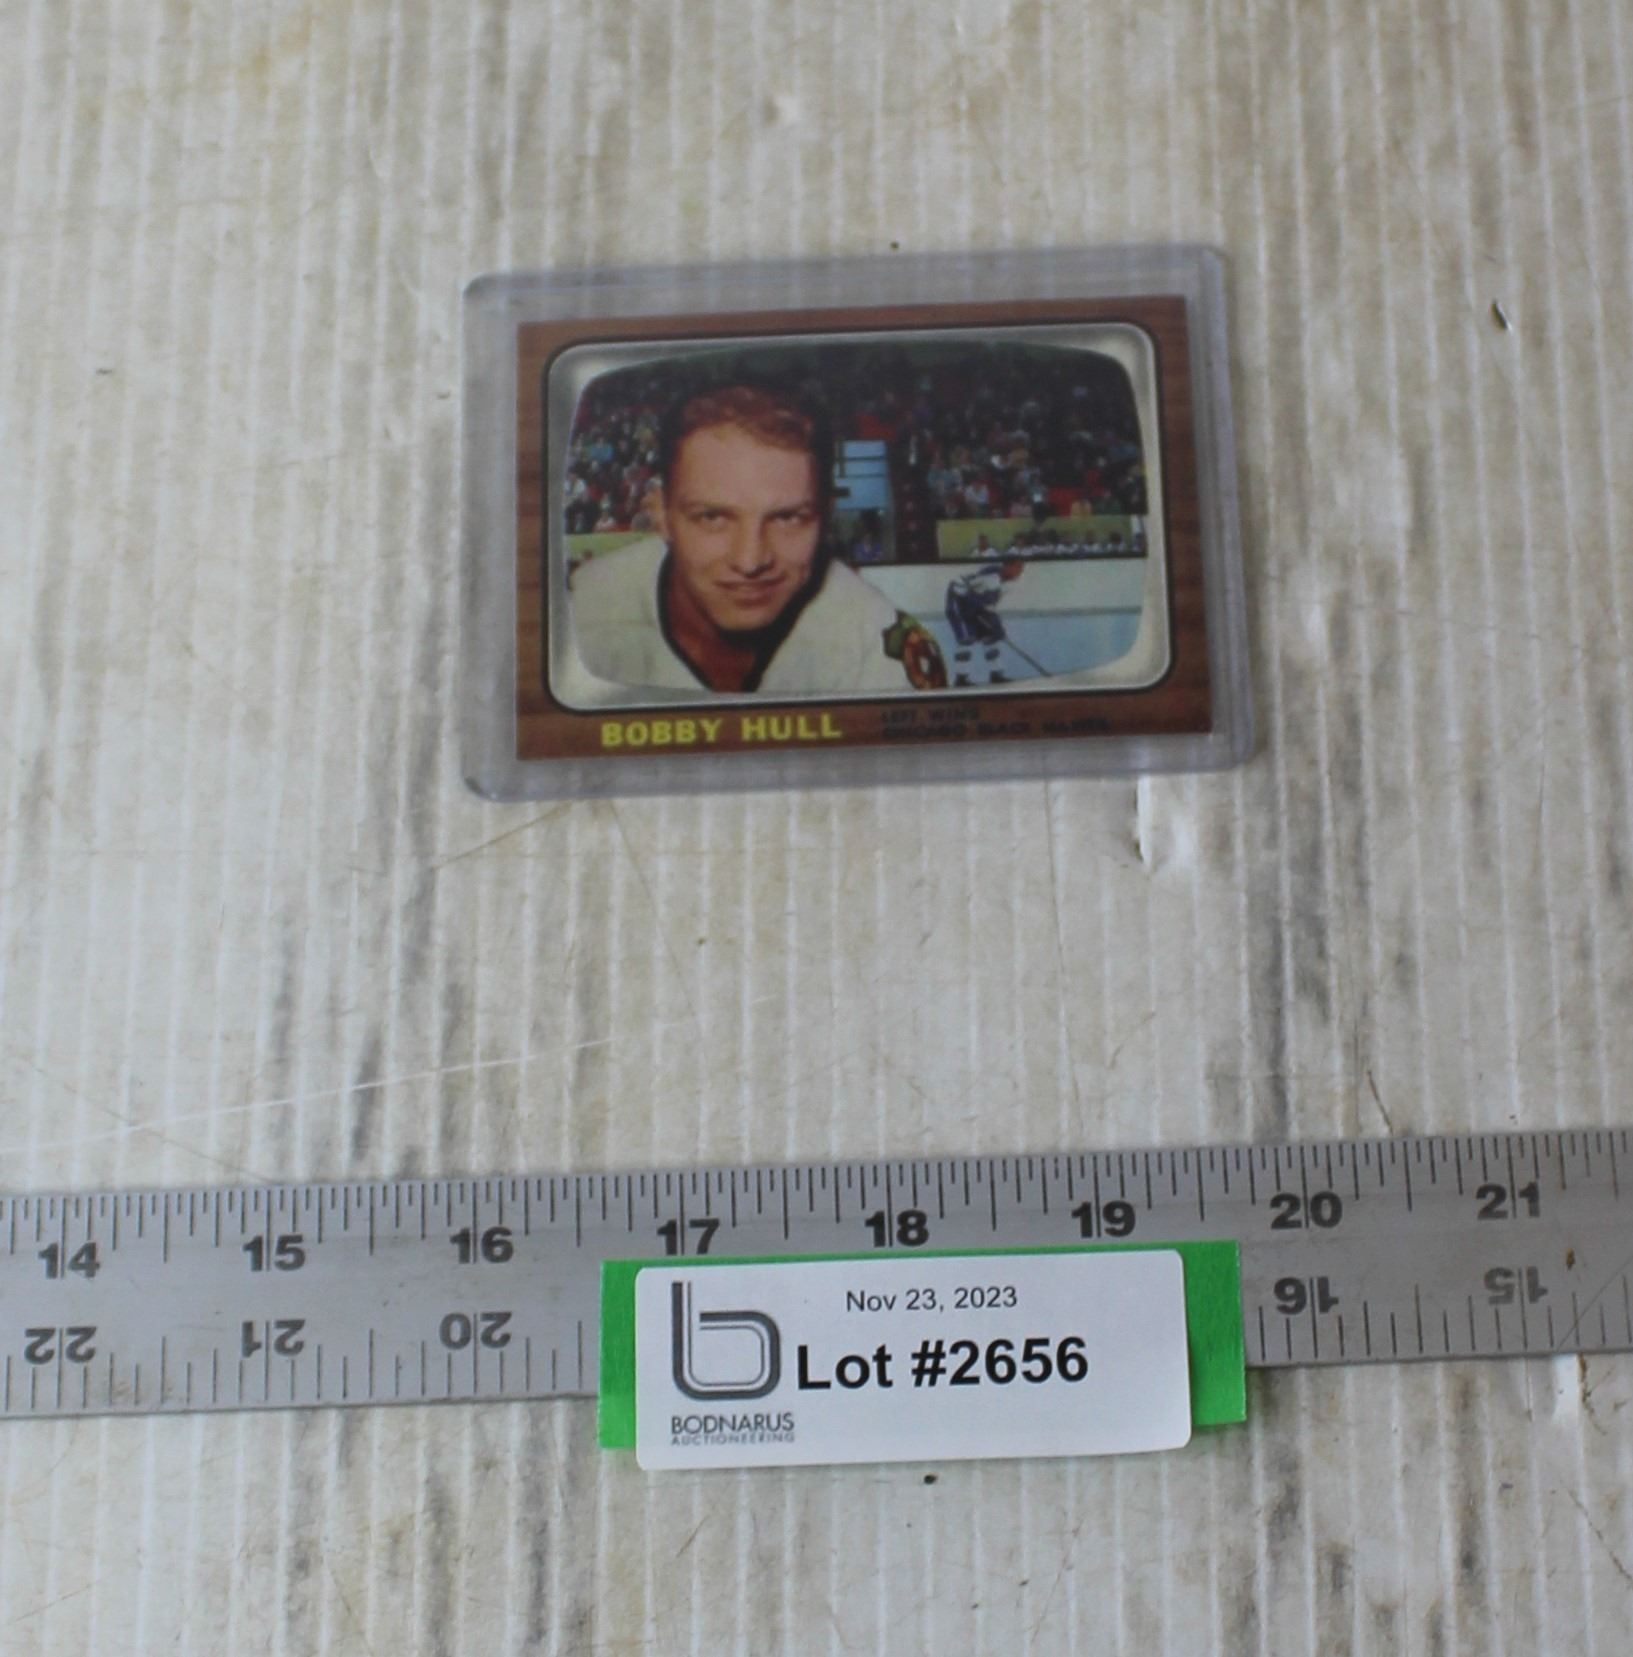 BOBBY HULL
LEFT WING
CHICAGO BLACK HAWKS
14 15 16 17 18 19 20 21
22 21 20 16 15
Nov 23, 2023
Lot #2656
BODNARUS
AUCTIONEERING